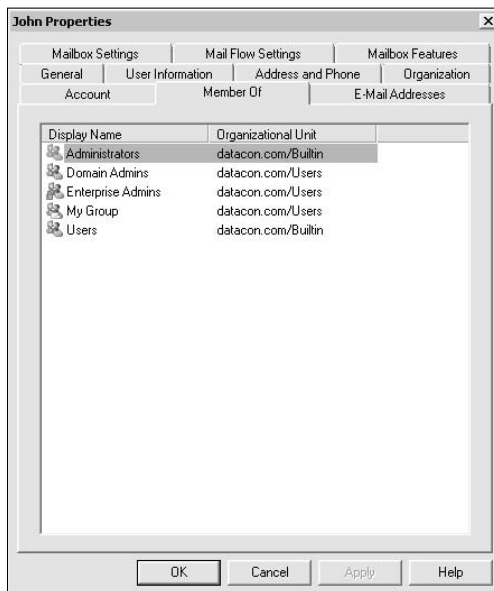 John Properties
Mailbox Settings Mail Flow Settings Mailbox Features
General User Information Address and Phone Organization
Account Member Of E-Mail Addresses
Display Name Organizational Unit
Administrators datacon.com/Builtin
Domain Admins datacon.com/Users
Enterprise Admins datacon.com/Users
My Group datacon.com/Users
Users datacon.com/Builtin
OK Cancel Apply Help